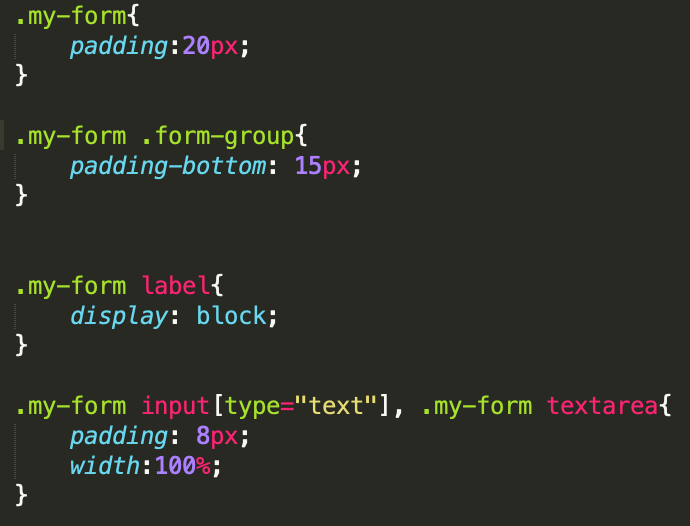 .my-form{
    padding:20px;
}
.my-form .form-group{
    padding-bottom: 15px;
}
.my-form label{
    display: block;
}
.my-form input[type="text"], .my-form textarea{
    padding: 8px;
    width:100%;
}